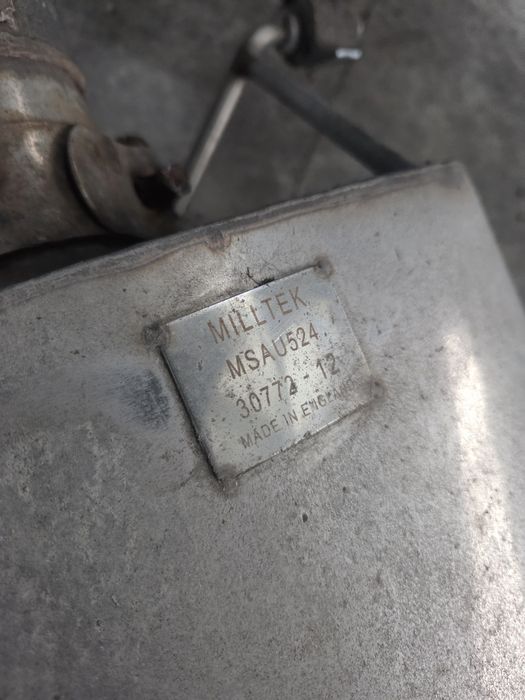 MILLTEK
MSAU524
30772-12
MADE IN ENGLAND